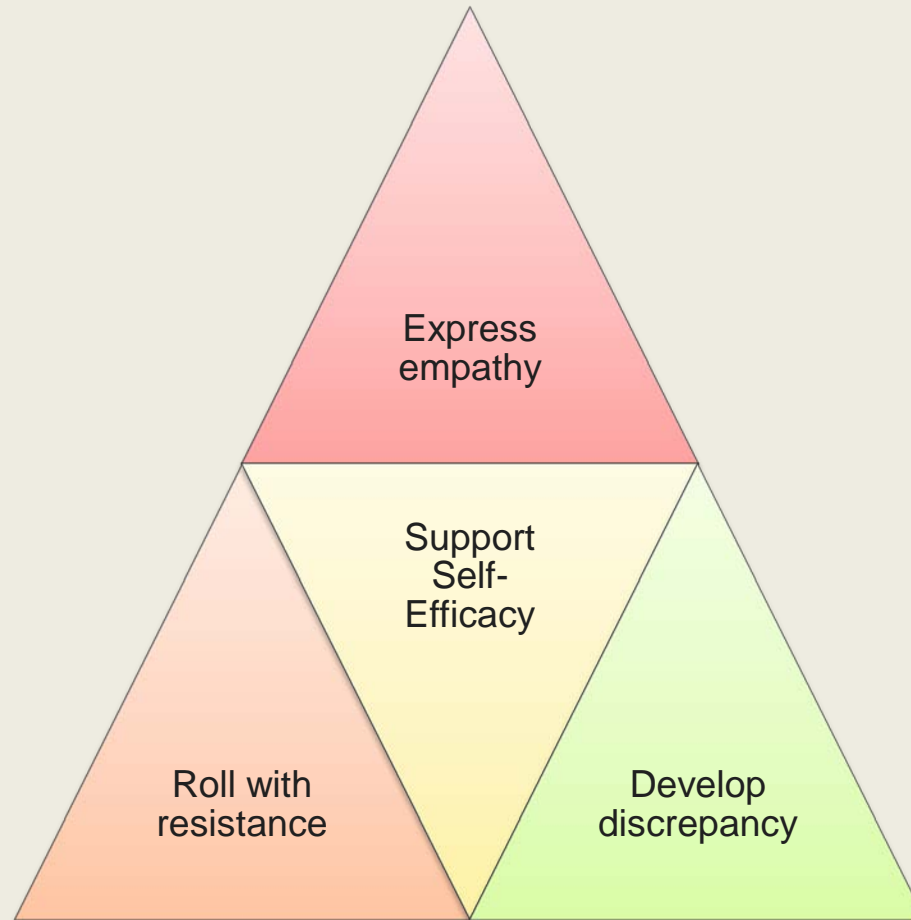 Express
empathy
Support
Self-
Efficacy
Roll with
resistance
Develop
discrepancy